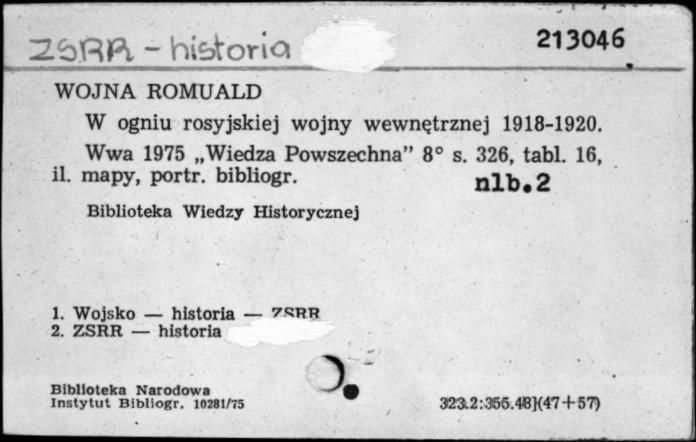 ZSRR - historia
213046
WOJNA ROMUALD
W ogniu rosyjskiej wojny wewnętrznej 1918-1920.
Wwa 1975 „Wiedza Powszechna” 8° s. 326, tabl. 16,
il. mapy, portr. bibliogr.
nlb.2
Biblioteka Wiedzy Historycznej
1. Wojsko — historia — ZSRR
2. ZSRR — historia
Biblioteka Narodowa
Instytut Bibliogr. 10281/75
323.2:355.48](47+57)